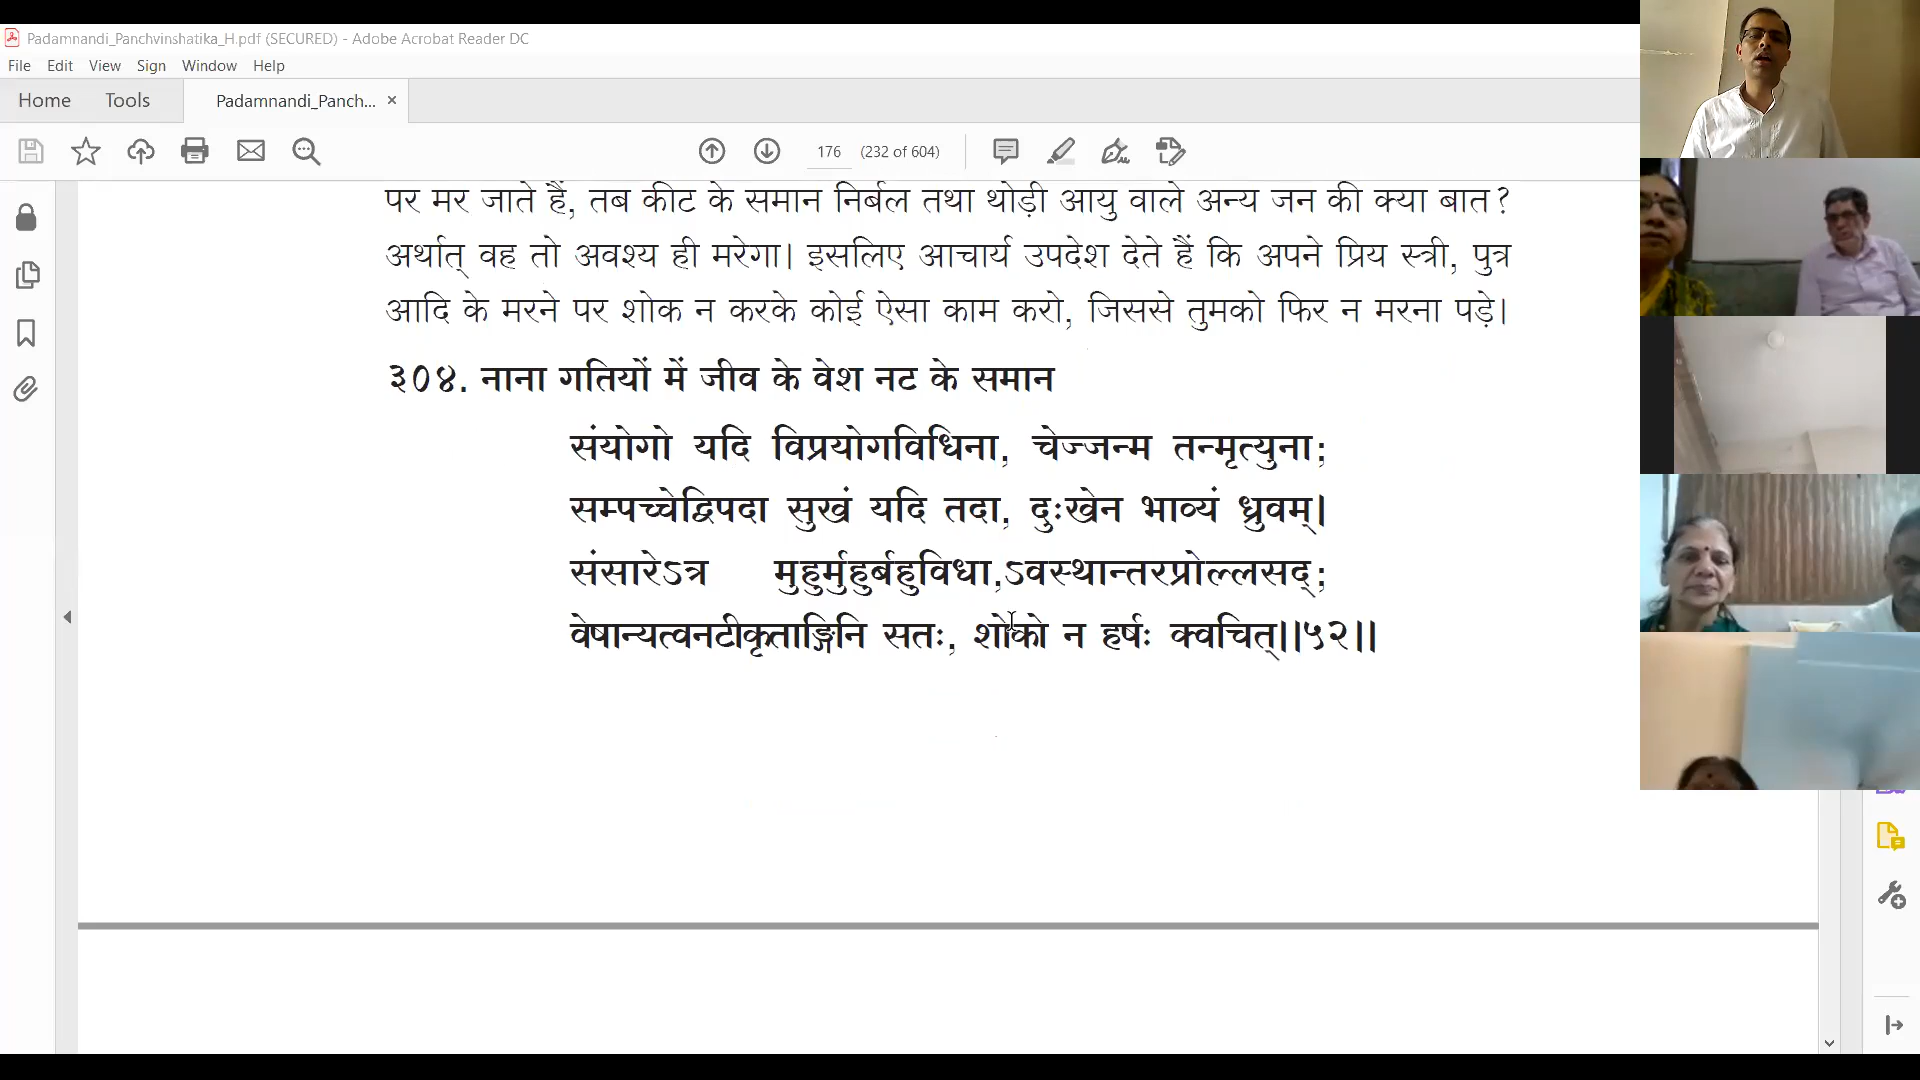 Padamnandi_Panchvinshatika_H.pdf (SECURED) - Adobe Acrobat Reader DC
File Edit View Sign Window Help
Home Tools Padamnandi_Panch... ×
176 (232 of 604)
पर मर जाते हैं, तब कीट के समान निर्बल तथा थोड़ी आयु वाले अन्य जन की क्या बात?
अर्थात् वह तो अवश्य ही मरेगा। इसलिए आचार्य उपदेश देते हैं कि अपने प्रिय स्त्री, पुत्र
आदि के मरने पर शोक न करके कोई ऐसा काम करो, जिससे तुमको फिर न मरना पड़े।
३०४. नाना गतियों में जीव के वेश नट के समान
संयोगो यदि विप्रयोगविधिना, चेज्जन्म तन्मृत्युना;
सम्पच्चेद्विपदा सुखं यदि तदा, दुःखेन भाव्यं ध्रुवम्।
संसारेऽत्र मुहुर्मुहुर्बहुविधा,ऽवस्थान्तरप्रोल्लसद्;
वेषान्यत्वनटीकृताङ्गिनि सतः, शोको न हर्षः क्वचित्।।५२।।